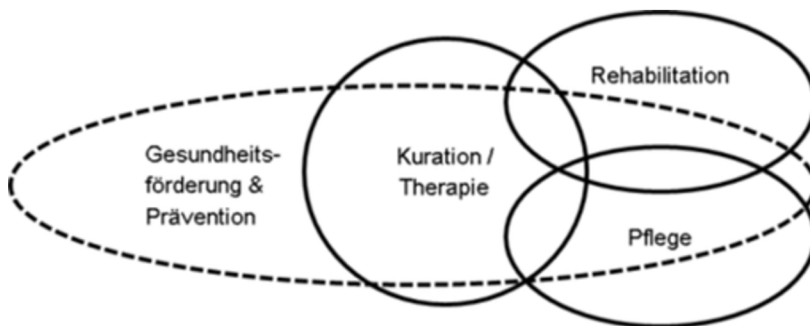 Rehabilitation
Gesundheits-
förderung &
Prävention
Kuration /
Therapie
Pflege